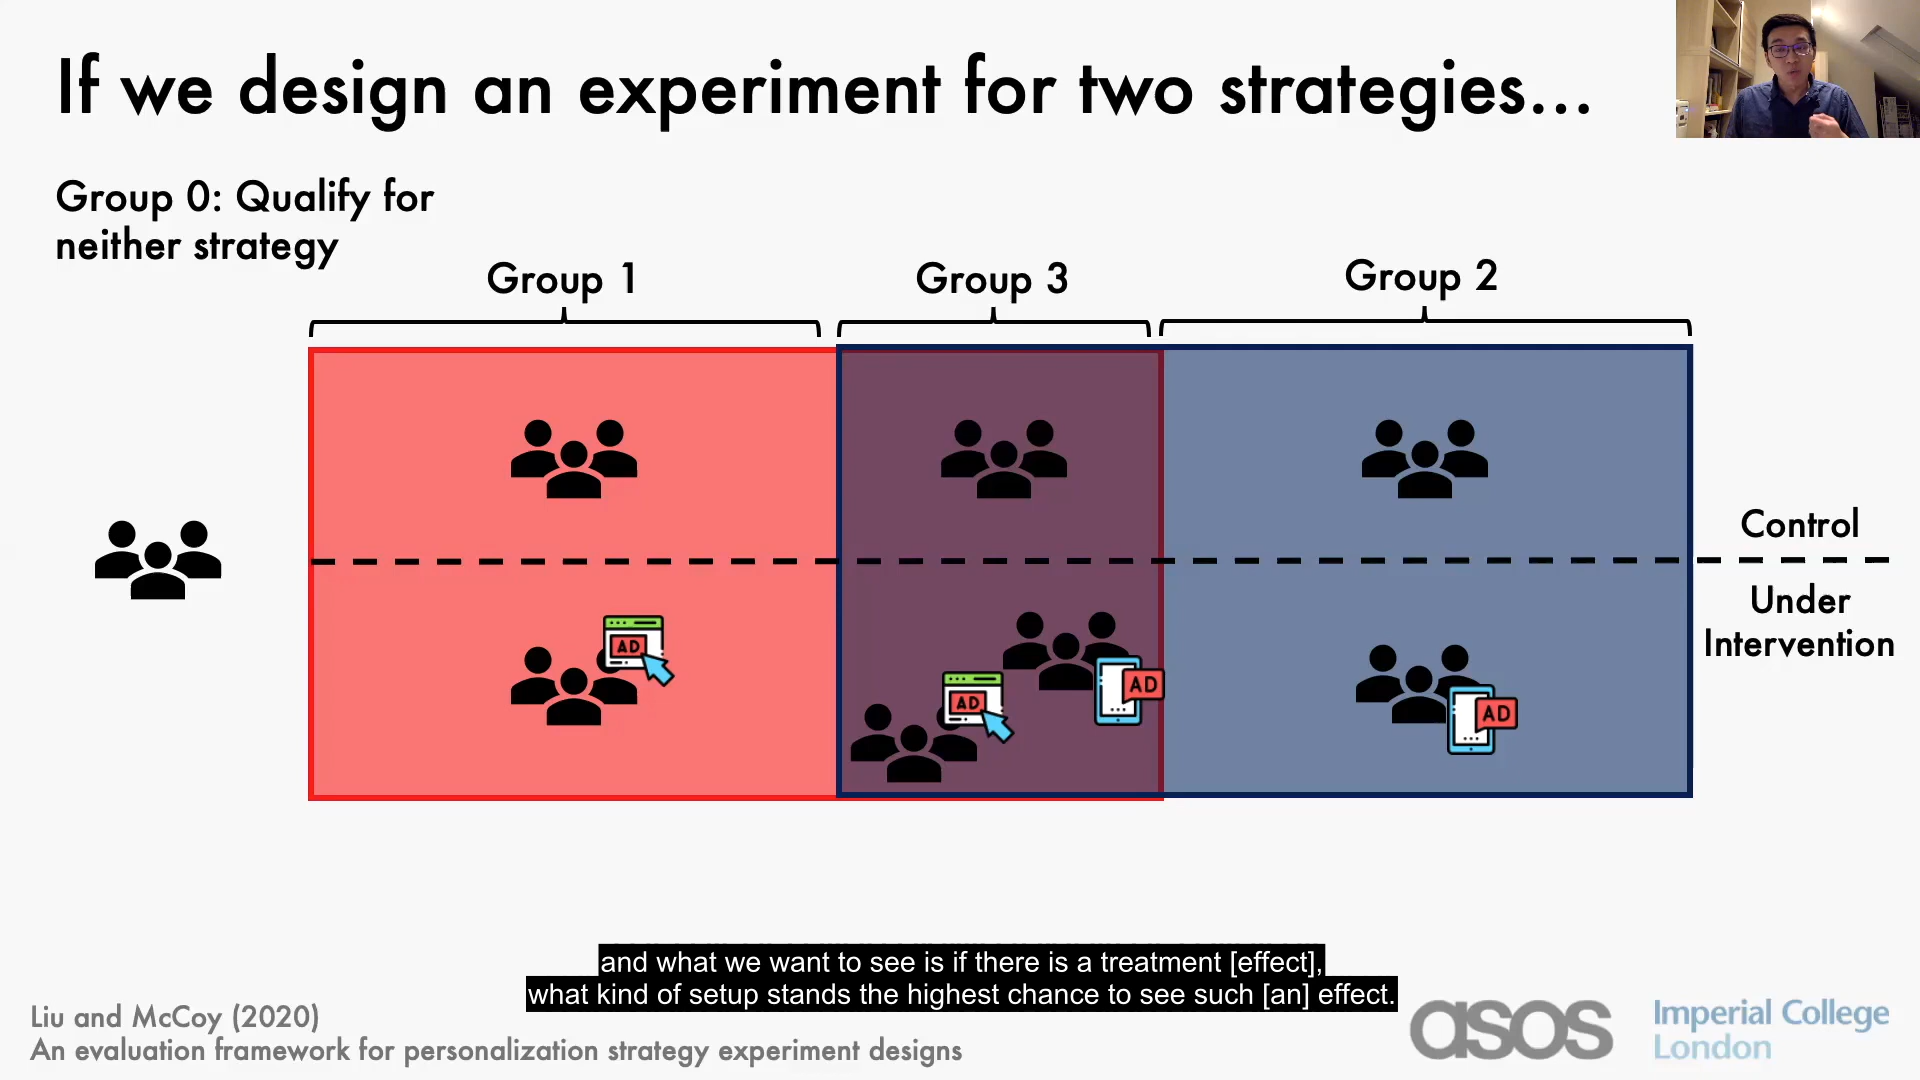 If we design an experiment for two strategies...
Group 0: Qualify for
neither strategy
Group 1
Group 3
Group 2
Control
Under
Intervention
AD
AD
AD
AD
and what we want to see is if there is a treatment [effect],
what kind of setup stands the highest chance to see such [an] effect.
Liu and McCoy (2020)
An evaluation framework for personalization strategy experiment designs
asos
Imperial College
London